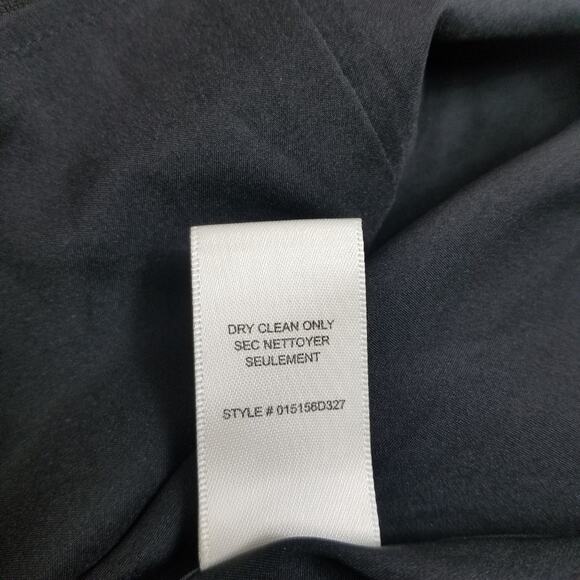 DRY CLEAN ONLY
SEC NETTOYER
SEULEMENT
STYLE # 015156D327